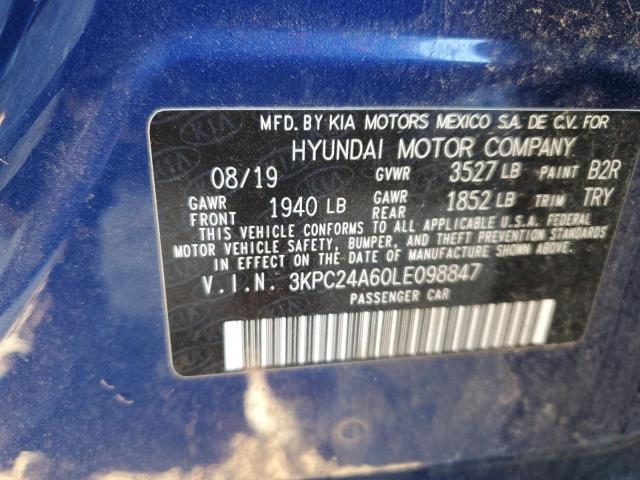 MFD. BY KIA MOTORS MEXICO S.A. DE C.V. FOR
HYUNDAI MOTOR COMPANY
08/19 GVWR 3527 LB PAINT B2R
GAWR FRONT 1940 LB GAWR REAR 1852 LB TRIM TRY
THIS VEHICLE CONFORMS TO ALL APPLICABLE U.S.A. FEDERAL
MOTOR VEHICLE SAFETY, BUMPER, AND THEFT PREVENTION STANDARDS
IN EFFECT ON THE DATE OF MANUFACTURE SHOWN ABOVE.
V.I.N. 3KPC24A60LE098847
PASSENGER CAR